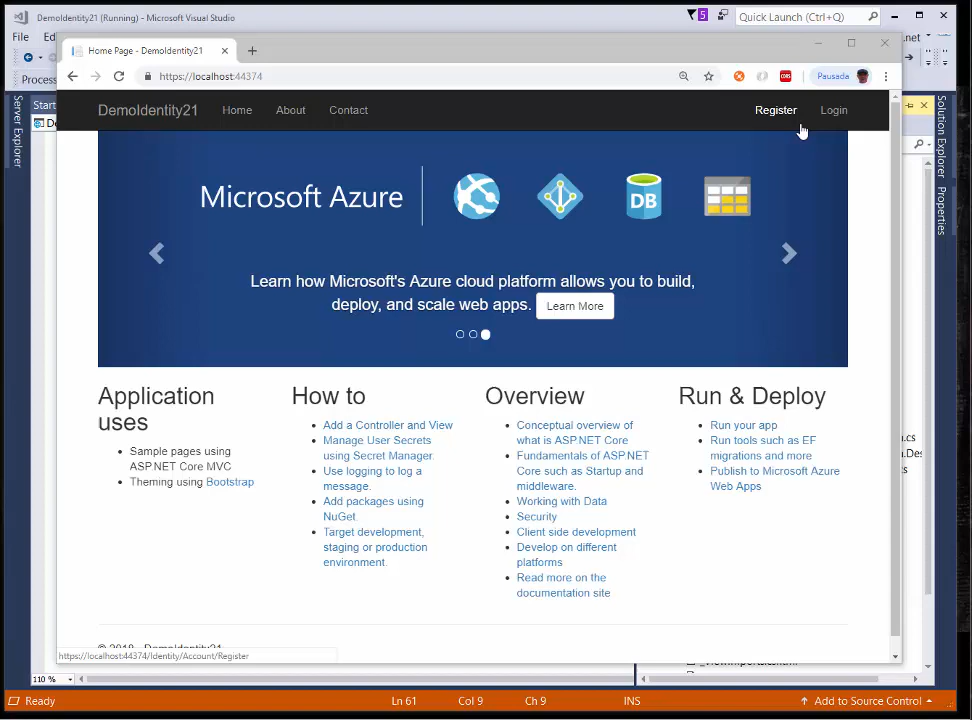 DemoIdentity21 (Running) - Microsoft Visual Studio
5
Quick Launch (Ctrl+Q)
File
Home Page - DemoIdentity21
.net
Process
https://localhost:44374
CORS
Pausada
Server Explorer
Start
DemoIdentity21
Home
About
Contact
Register
Login
Solution Explorer
Properties
Microsoft Azure
DB
Learn how Microsoft's Azure cloud platform allows you to build,
deploy, and scale web apps.
Learn More
Application
uses
Sample pages using
ASP.NET Core MVC
Theming using Bootstrap
How to
Add a Controller and View
Manage User Secrets
using Secret Manager.
Use logging to log a
message.
Add packages using
NuGet.
Target development,
staging or production
environment.
Overview
Conceptual overview of
what is ASP.NET Core
Fundamentals of ASP.NET
Core such as Startup and
middleware.
Working with Data
Security
Client side development
Develop on different
platforms
Read more on the
documentation site
Run & Deploy
Run your app
Run tools such as EF
migrations and more
Publish to Microsoft Azure
Web Apps
© 2018 - DemoIdentity21
https://localhost:44374/Identity/Account/Register
110 %
Ready
Ln 61
Col 9
Ch 9
INS
Add to Source Control